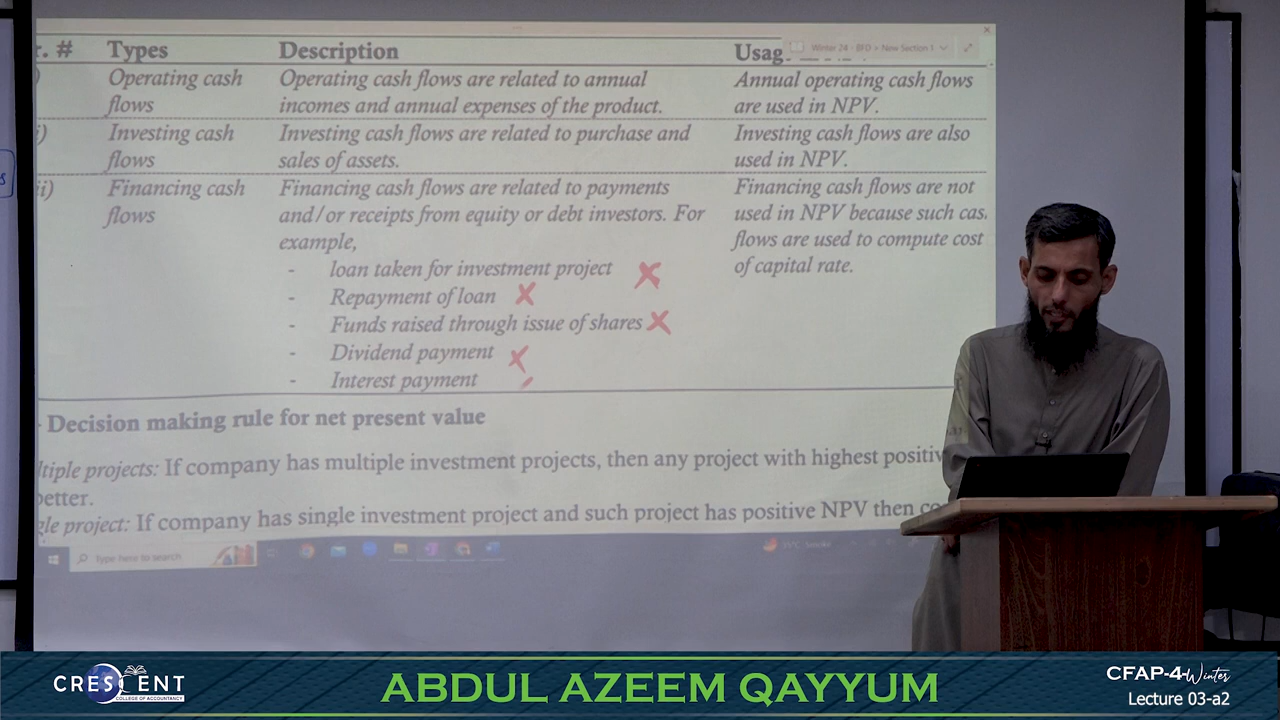 r. # Types Description Usag
Winter 24 - BFD > New Section 1
) Operating cash Operating cash flows are related to annual Annual operating cash flows
flows incomes and annual expenses of the product. are used in NPV.
i) Investing cash Investing cash flows are related to purchase and Investing cash flows are also
flows sales of assets. used in NPV.
ii) Financing cash Financing cash flows are related to payments Financing cash flows are not
flows and/or receipts from equity or debt investors. For used in NPV because such cas
example, flows are used to compute cost
- loan taken for investment project of capital rate.
- Repayment of loan
- Funds raised through issue of shares
- Dividend payment
- Interest payment
Decision making rule for net present value
ltiple projects: If company has multiple investment projects, then any project with highest positiv
better.
gle project: If company has single investment project and such project has positive NPV then co
Type here to search
CRESCENT
COLLEGE OF ACCOUNTANCY
ABDUL AZEEM QAYYUM
CFAP-4 Winter
Lecture 03-a2